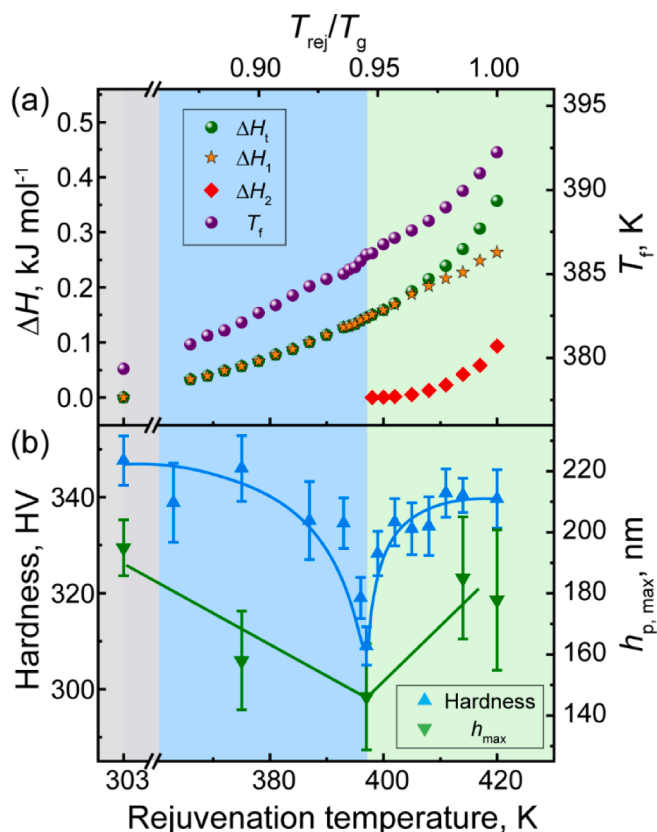 T_rej/T_g
0.90 0.95 1.00
(a)
0.5
0.4
0.3
0.2
0.1
0.0
ΔH, kJ mol⁻¹
ΔH_t
ΔH_1
ΔH_2
T_f
395
390
385
380
T_f, K
(b)
340
320
300
Hardness, HV
220
200
180
160
140
h_p, max, nm
Hardness
h_max
303 380 400 420
Rejuvenation temperature, K